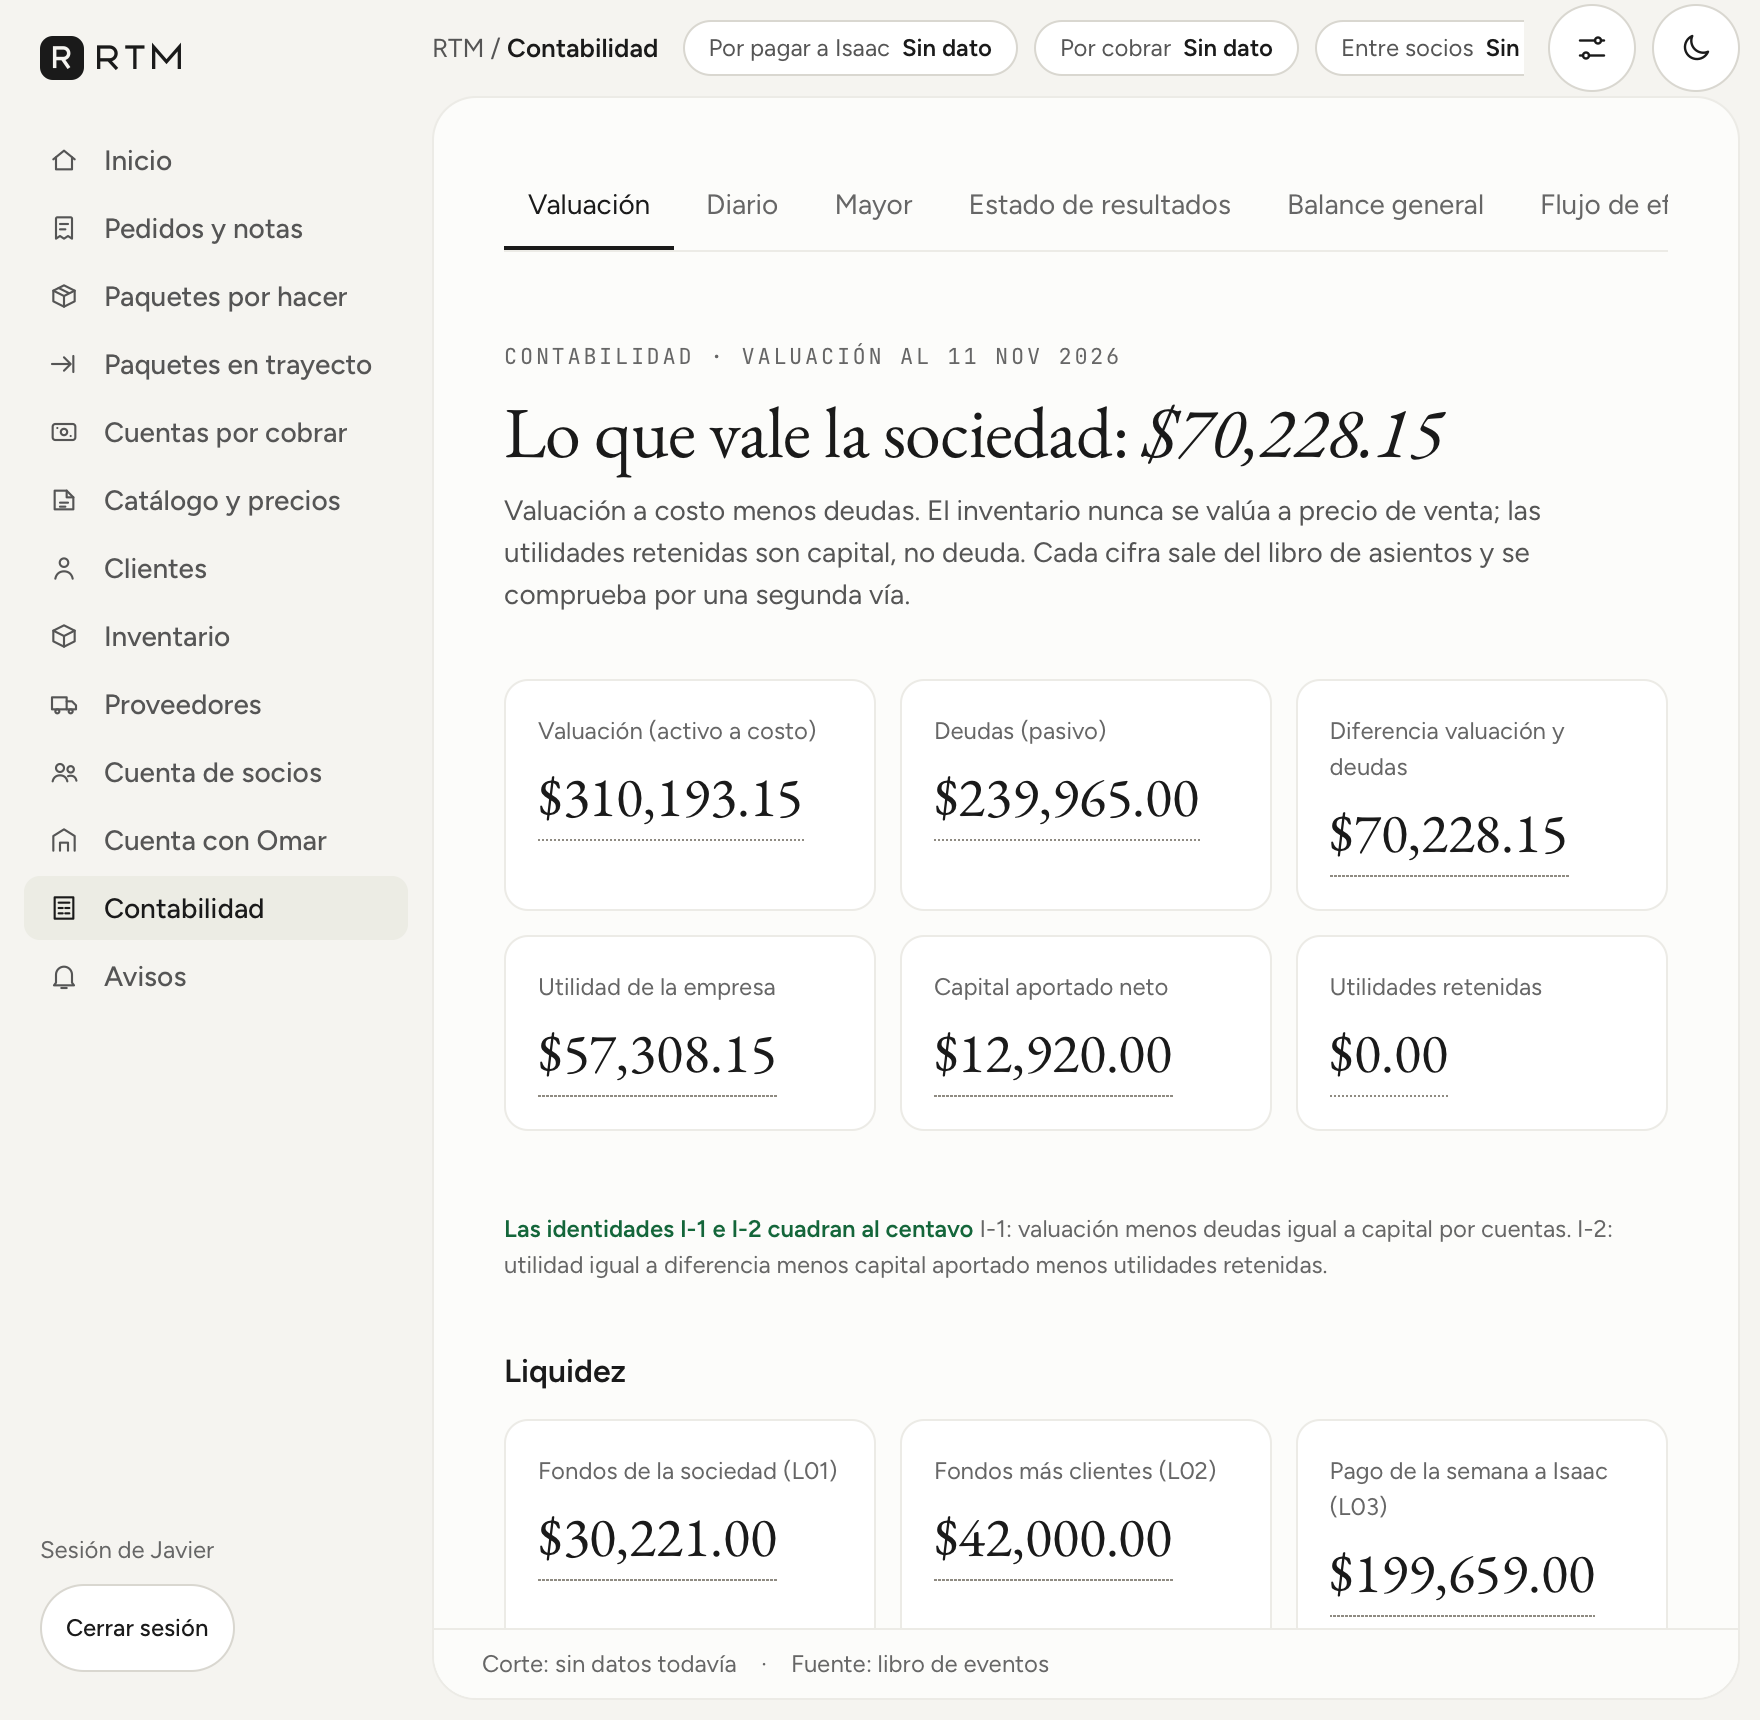 R RTM
RTM / Contabilidad
Por pagar a Isaac Sin dato
Por cobrar Sin dato
Entre socios Sin
Inicio
Pedidos y notas
Paquetes por hacer
Paquetes en trayecto
Cuentas por cobrar
Catálogo y precios
Clientes
Inventario
Proveedores
Cuenta de socios
Cuenta con Omar
Contabilidad
Avisos
Sesión de Javier
Cerrar sesión
Valuación Diario Mayor Estado de resultados Balance general Flujo de ef
CONTABILIDAD · VALUACIÓN AL 11 NOV 2026
Lo que vale la sociedad: $70,228.15
Valuación a costo menos deudas. El inventario nunca se valúa a precio de venta; las
utilidades retenidas son capital, no deuda. Cada cifra sale del libro de asientos y se
comprueba por una segunda vía.
Valuación (activo a costo)
$310,193.15
Deudas (pasivo)
$239,965.00
Diferencia valuación y
deudas
$70,228.15
Utilidad de la empresa
$57,308.15
Capital aportado neto
$12,920.00
Utilidades retenidas
$0.00
Las identidades I-1 e I-2 cuadran al centavo I-1: valuación menos deudas igual a capital por cuentas. I-2:
utilidad igual a diferencia menos capital aportado menos utilidades retenidas.
Liquidez
Fondos de la sociedad (L01)
$30,221.00
Fondos más clientes (L02)
$42,000.00
Pago de la semana a Isaac
(L03)
$199,659.00
Corte: sin datos todavía · Fuente: libro de eventos